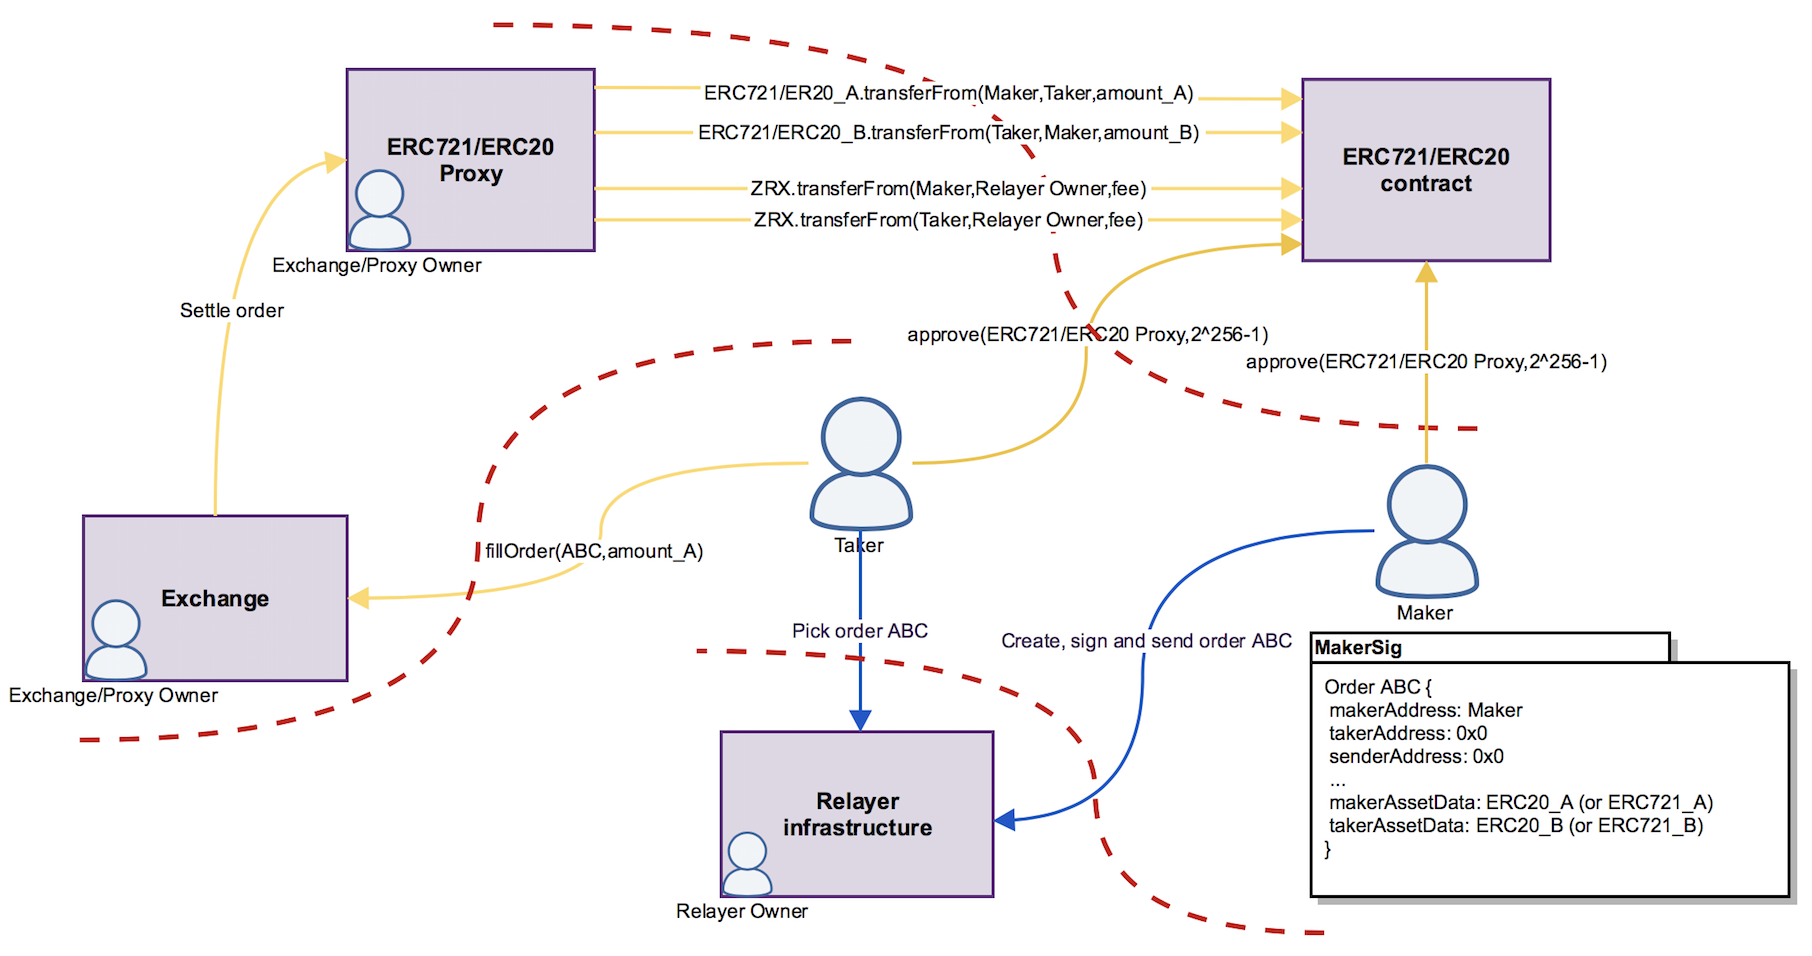 ERC721/ER20_A.transferFrom(Maker,Taker,amount_A)
ERC721/ERC20_B.transferFrom(Taker,Maker,amount_B)
ERC721/ERC20
Proxy
ERC721/ERC20
contract
ZRX.transferFrom(Maker,Relayer Owner,fee)
ZRX.transferFrom(Taker,Relayer Owner,fee)
Exchange/Proxy Owner
Settle order
approve(ERC721/ERC20 Proxy,2^256-1)
approve(ERC721/ERC20 Proxy,2^256-1)
Taker
fillOrder(ABC,amount_A)
Exchange
Exchange/Proxy Owner
Maker
Pick order ABC
Create, sign and send order ABC
MakerSig
Order ABC {
makerAddress: Maker
takerAddress: 0x0
senderAddress: 0x0
...
makerAssetData: ERC20_A (or ERC721_A)
takerAssetData: ERC20_B (or ERC721_B)
}
Relayer
infrastructure
Relayer Owner